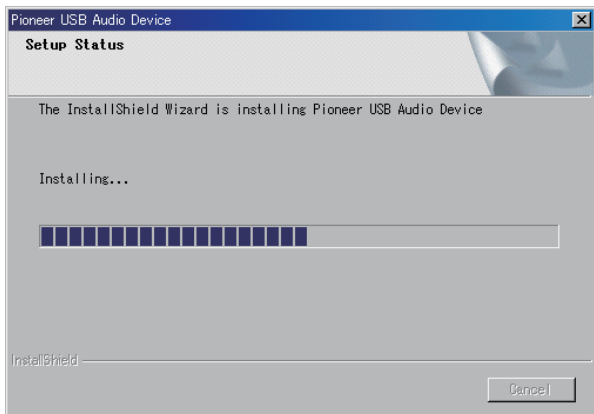 Pioneer USB Audio Device
Setup Status
The InstallShield Wizard is installing Pioneer USB Audio Device
Installing...
InstallShield
Cancel